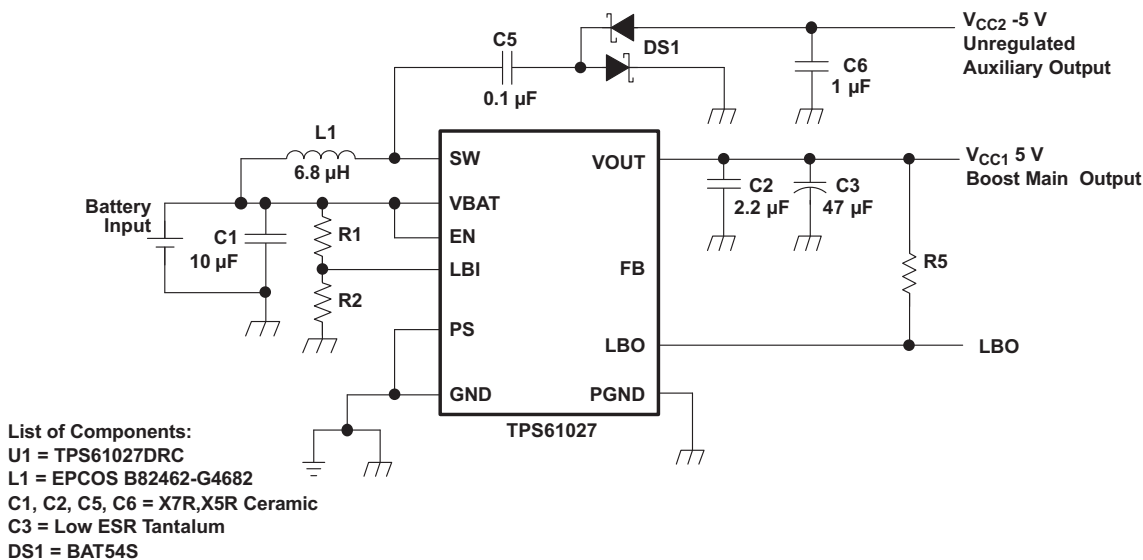 V_CC2 -5 V
Unregulated
Auxiliary Output
C5
0.1 µF
DS1
C6
1 µF
L1
6.8 µH
SW
VOUT
V_CC1 5 V
Boost Main Output
C2
2.2 µF
C3
47 µF
Battery
Input
C1
10 µF
R1
R2
VBAT
EN
LBI
FB
R5
PS
LBO
LBO
GND
PGND
TPS61027
List of Components:
U1 = TPS61027DRC
L1 = EPCOS B82462-G4682
C1, C2, C5, C6 = X7R,X5R Ceramic
C3 = Low ESR Tantalum
DS1 = BAT54S